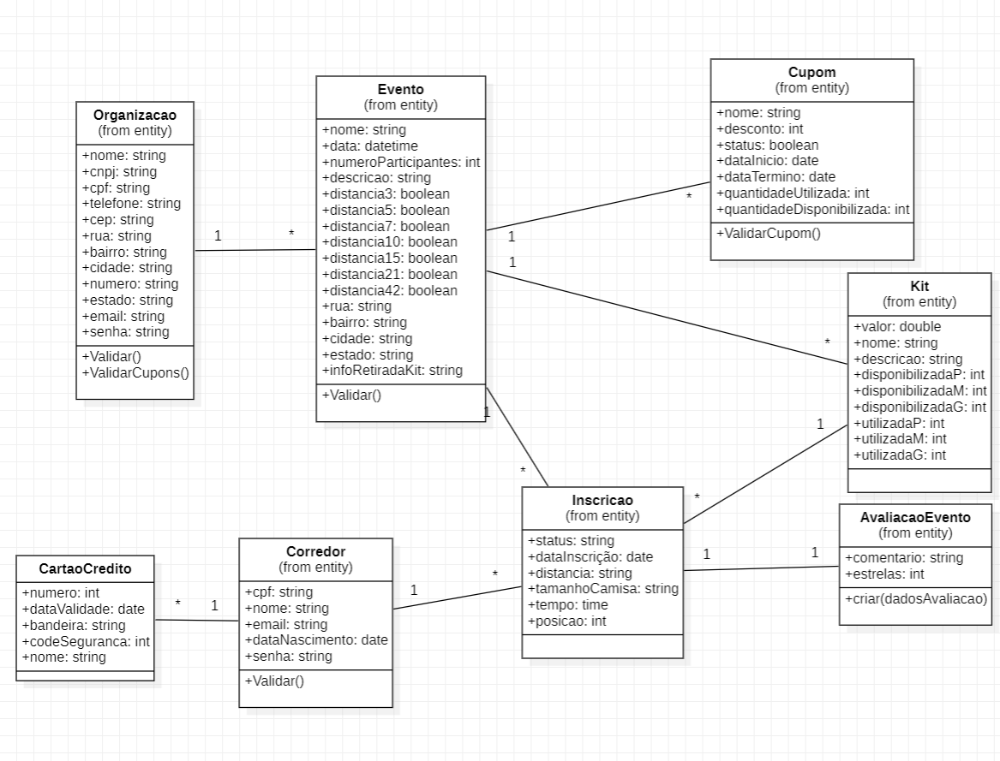 Organizacao
(from entity)
+nome: string
+cnpj: string
+cpf: string
+telefone: string
+cep: string
+rua: string
+bairro: string
+cidade: string
+numero: string
+estado: string
+email: string
+senha: string
+Validar()
+ValidarCupons()
1
*
Evento
(from entity)
+nome: string
+data: datetime
+numeroParticipantes: int
+descricao: string
+distancia3: boolean
+distancia5: boolean
+distancia7: boolean
+distancia10: boolean
+distancia15: boolean
+distancia21: boolean
+distancia42: boolean
+rua: string
+bairro: string
+cidade: string
+estado: string
+infoRetiradaKit: string
+Validar()
1
*
1
*
1
*
Cupom
(from entity)
+nome: string
+desconto: int
+status: boolean
+dataInicio: date
+dataTermino: date
+quantidadeUtilizada: int
+quantidadeDisponibilizada: int
+ValidarCupom()
Kit
(from entity)
+valor: double
+nome: string
+descricao: string
+disponibilizadaP: int
+disponibilizadaM: int
+disponibilizadaG: int
+utilizadaP: int
+utilizadaM: int
+utilizadaG: int
1
*
CartaoCredito
+numero: int
+dataValidade: date
+bandeira: string
+codeSeguranca: int
+nome: string
*
1
Corredor
(from entity)
+cpf: string
+nome: string
+email: string
+dataNascimento: date
+senha: string
+Validar()
1
*
Inscricao
(from entity)
+status: string
+dataInscrição: date
+distancia: string
+tamanhoCamisa: string
+tempo: time
+posicao: int
1
1
AvaliacaoEvento
(from entity)
+comentario: string
+estrelas: int
+criar(dadosAvaliacao)